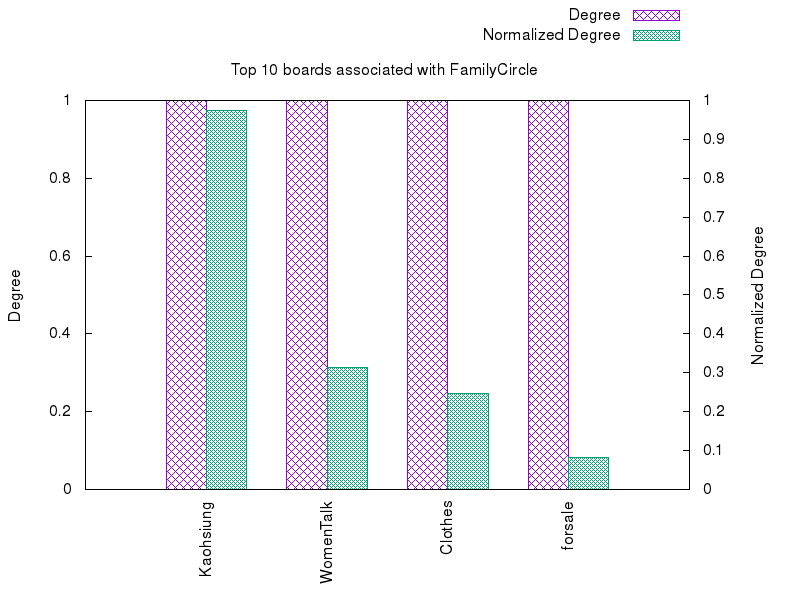 Degree
Normalized Degree
Top 10 boards associated with FamilyCircle
1
0.8
0.6
0.4
0.2
0
Degree
1
0.9
0.8
0.7
0.6
0.5
0.4
0.3
0.2
0.1
0
Normalized Degree
Kaohsiung
WomenTalk
Clothes
forsale